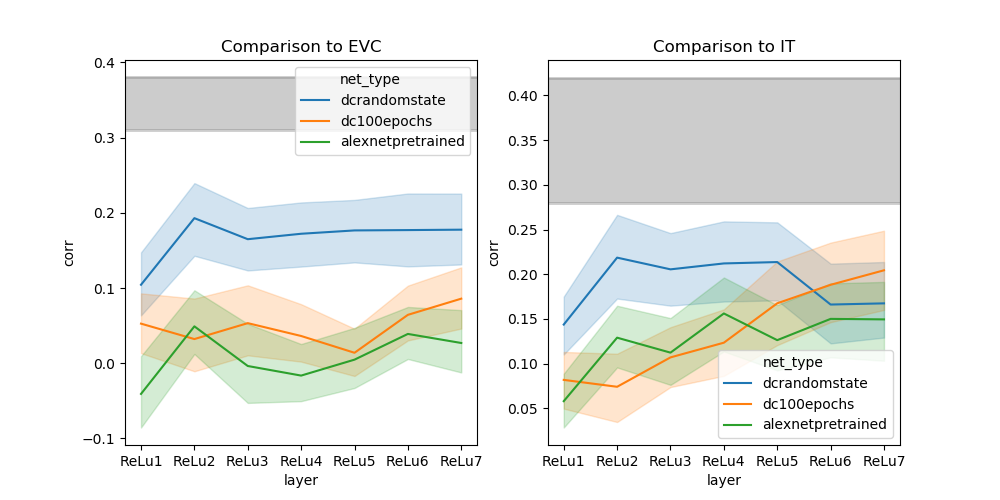 Comparison to EVC
0.4
0.3
0.2
0.1
0.0
−0.1
corr
net_type
dcrandomstate
dc100epochs
alexnetpretrained
ReLu1 ReLu2 ReLu3 ReLu4 ReLu5 ReLu6 ReLu7
layer
Comparison to IT
0.40
0.35
0.30
0.25
0.20
0.15
0.10
0.05
corr
net_type
dcrandomstate
dc100epochs
alexnetpretrained
ReLu1 ReLu2 ReLu3 ReLu4 ReLu5 ReLu6 ReLu7
layer